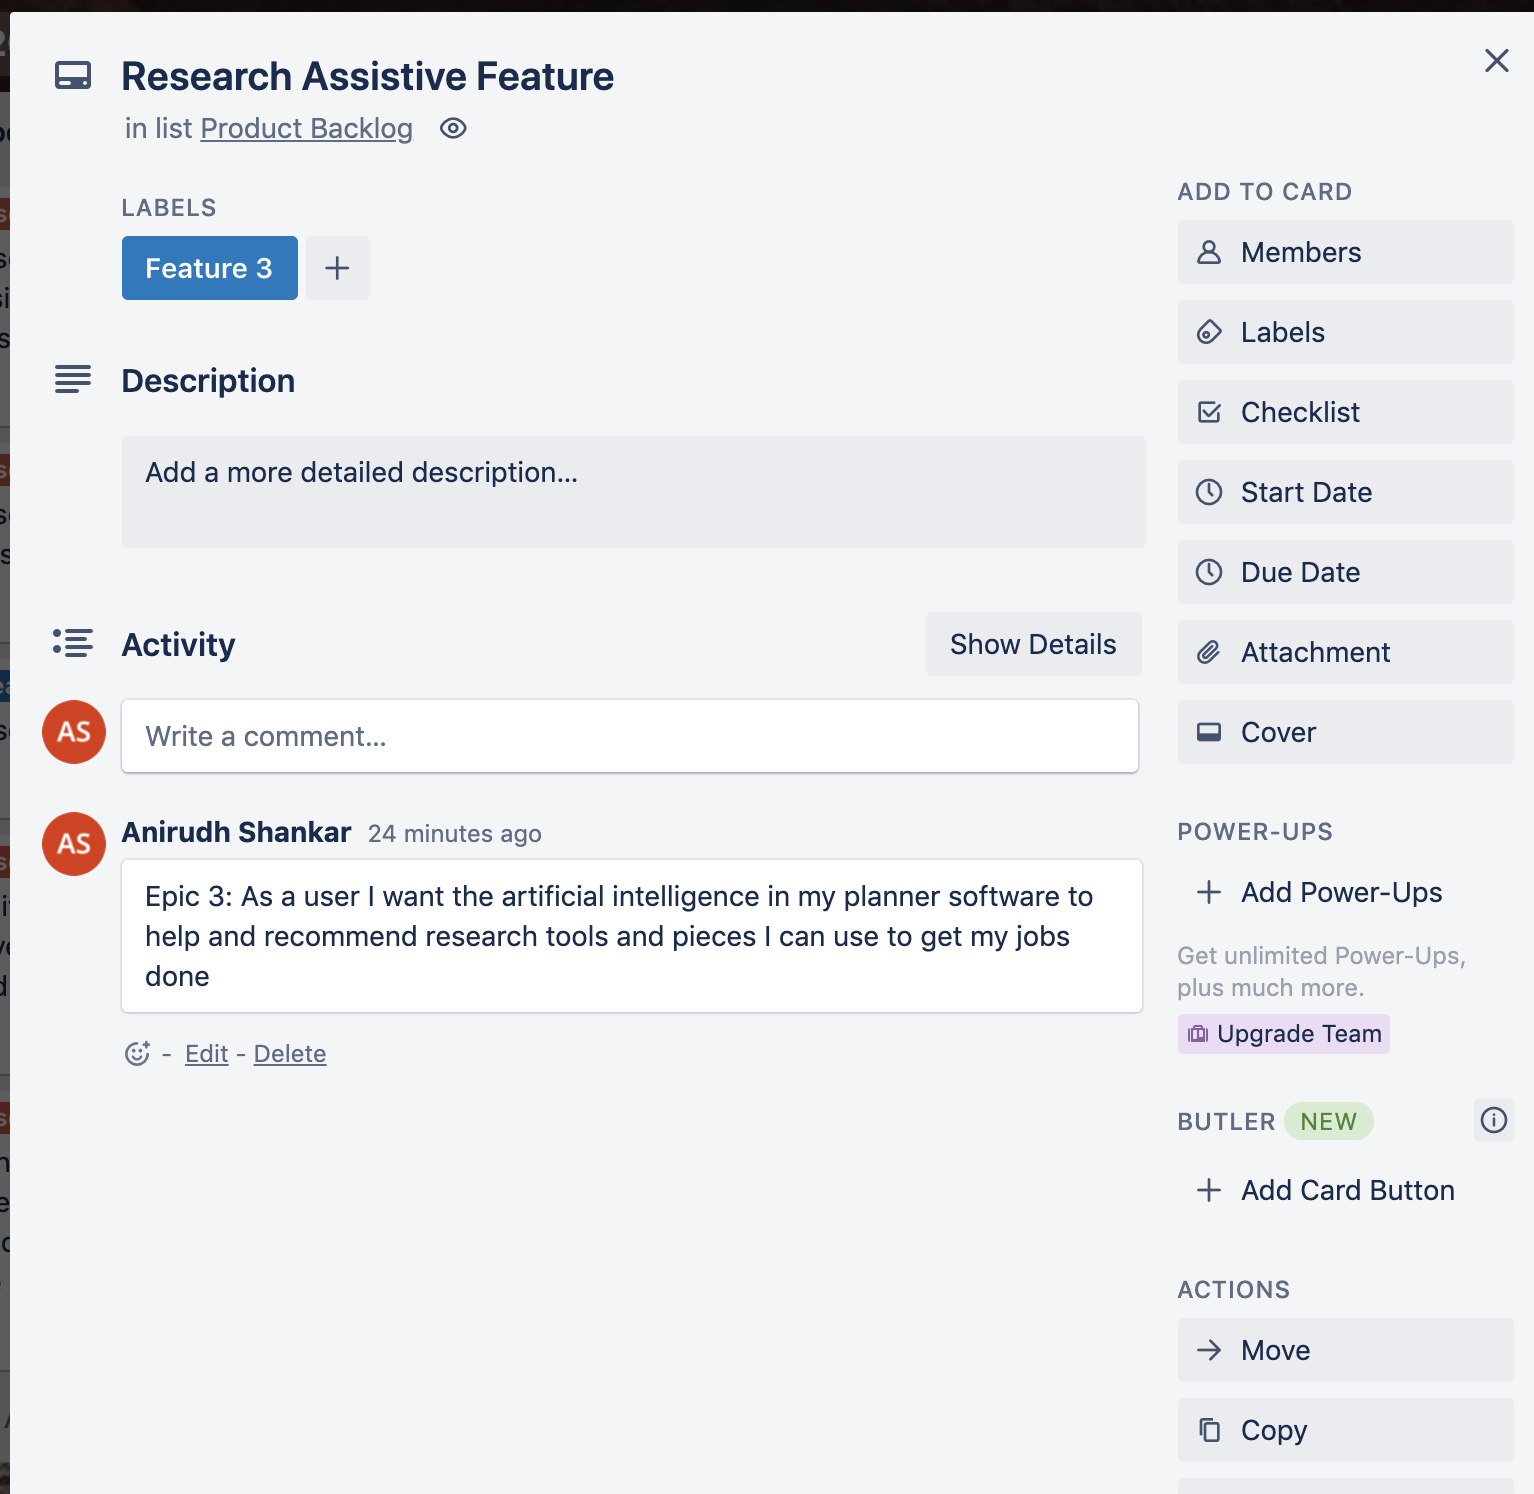 Research Assistive Feature
in list Product Backlog
LABELS
Feature 3
Description
Add a more detailed description...
Activity
Show Details
AS
Write a comment...
AS
Anirudh Shankar 24 minutes ago
Epic 3: As a user I want the artificial intelligence in my planner software to
help and recommend research tools and pieces I can use to get my jobs
done
- Edit - Delete
ADD TO CARD
Members
Labels
Checklist
Start Date
Due Date
Attachment
Cover
POWER-UPS
Add Power-Ups
Get unlimited Power-Ups,
plus much more.
Upgrade Team
BUTLER NEW
Add Card Button
ACTIONS
Move
Copy